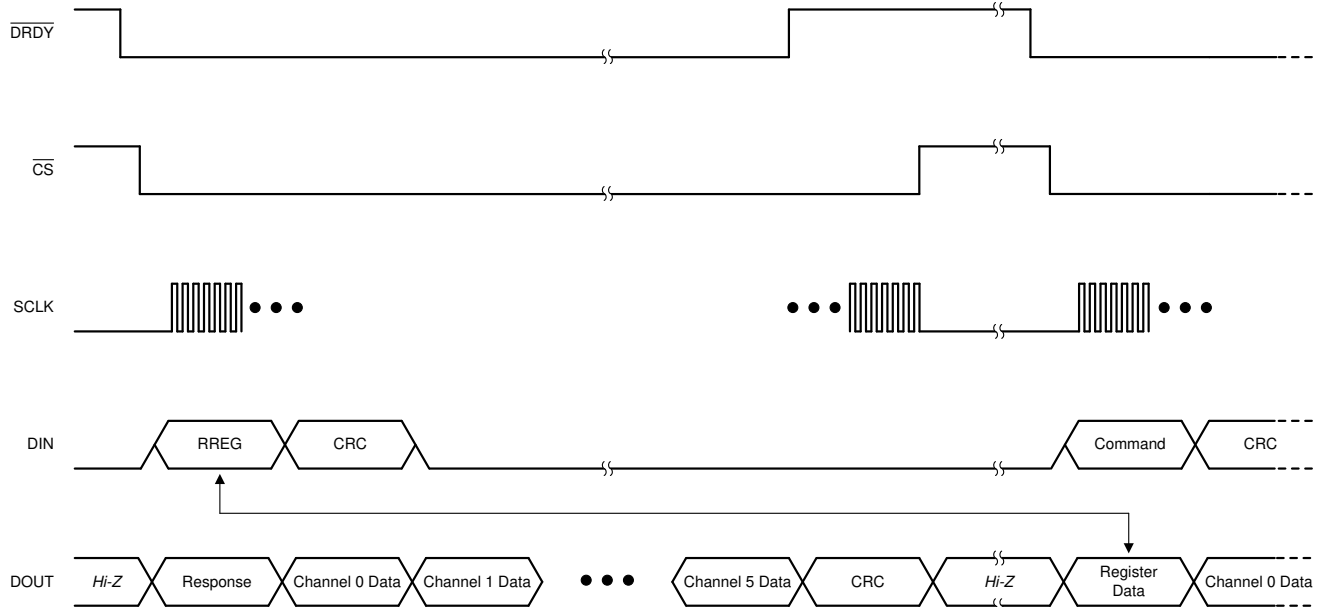 DRDY
CS
SCLK
DIN
RREG
CRC
Command
CRC
DOUT
Hi-Z
Response
Channel 0 Data
Channel 1 Data
Channel 5 Data
CRC
Hi-Z
Register
Data
Channel 0 Data